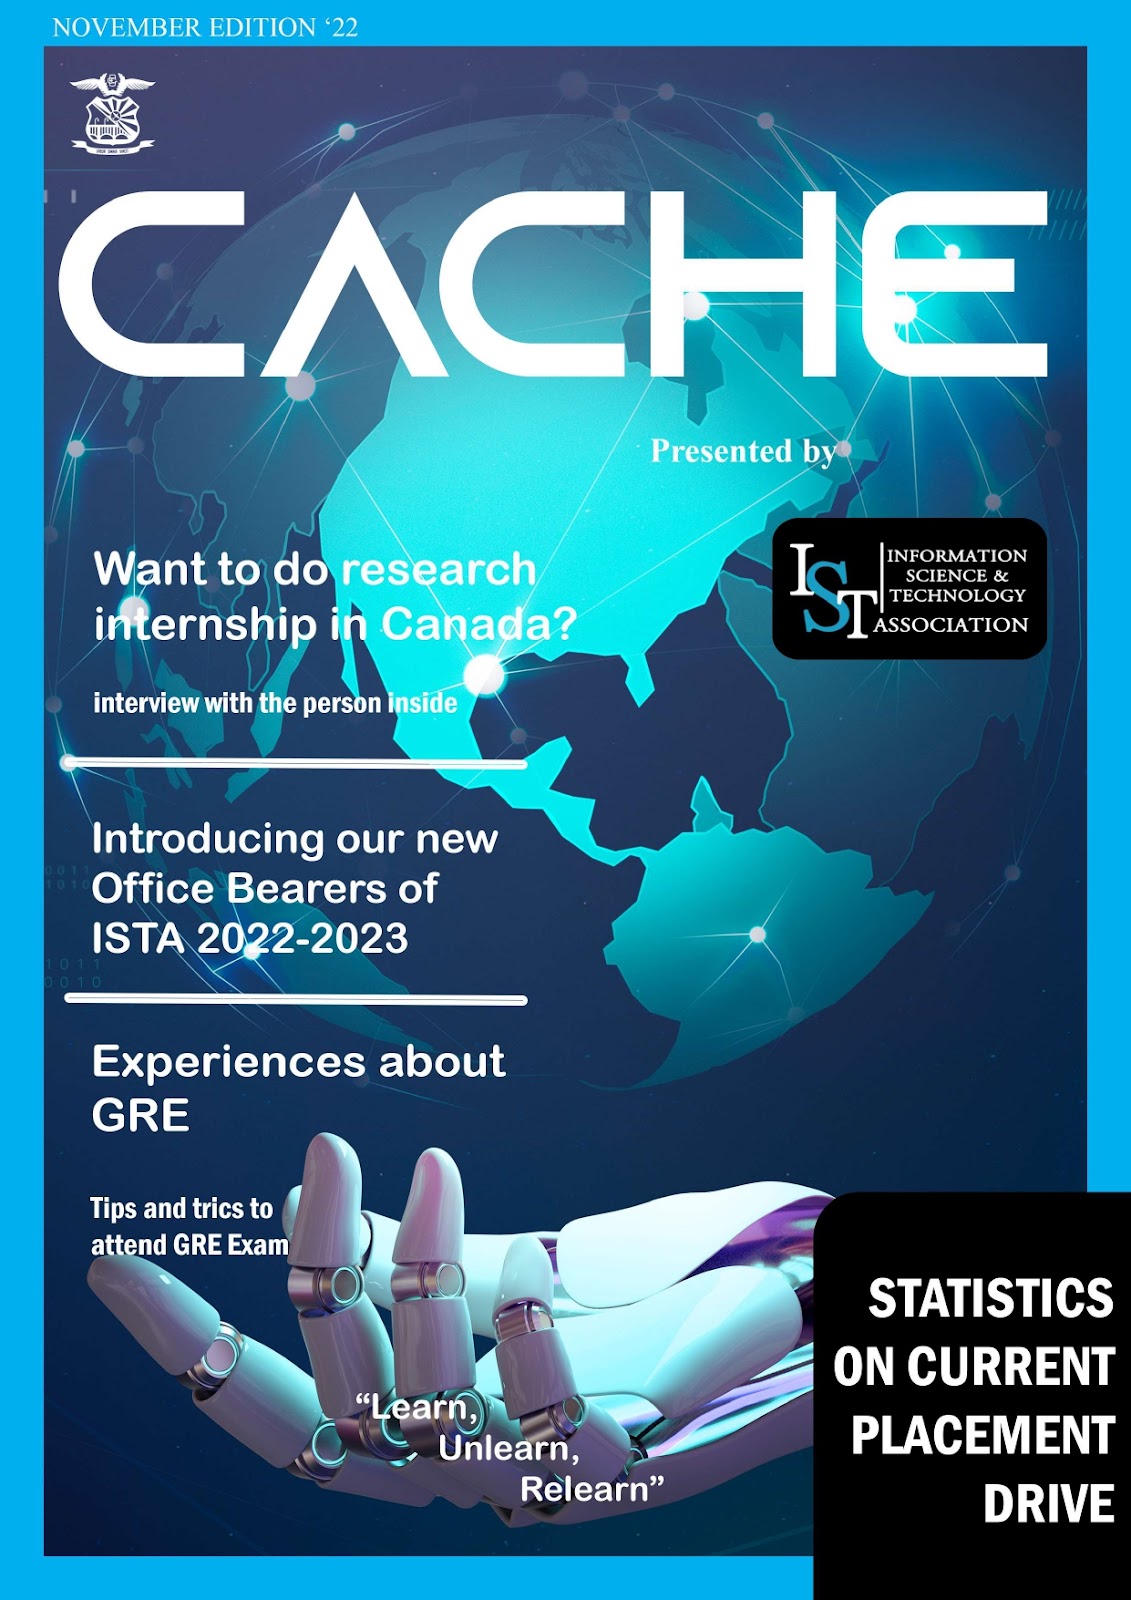 NOVEMBER EDITION ‘22
CACHE
Presented by
IST
INFORMATION
SCIENCE &
TECHNOLOGY
ASSOCIATION
Want to do research
internship in Canada?
interview with the person inside
Introducing our new
Office Bearers of
ISTA 2022-2023
Experiences about
GRE
Tips and trics to
attend GRE Exam
“Learn,
Unlearn,
Relearn”
STATISTICS
ON CURRENT
PLACEMENT
DRIVE